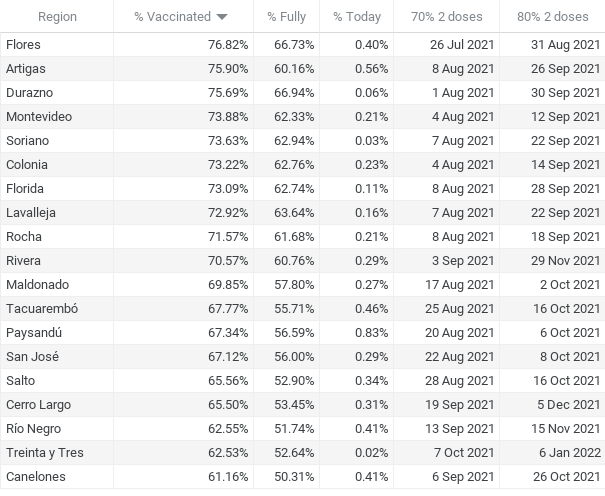 Region % Vaccinated % Fully % Today 70% 2 doses 80% 2 doses
Flores 76.82% 66.73% 0.40% 26 Jul 2021 31 Aug 2021
Artigas 75.90% 60.16% 0.56% 8 Aug 2021 26 Sep 2021
Durazno 75.69% 66.94% 0.06% 1 Aug 2021 30 Sep 2021
Montevideo 73.88% 62.33% 0.21% 4 Aug 2021 12 Sep 2021
Soriano 73.63% 62.94% 0.03% 7 Aug 2021 22 Sep 2021
Colonia 73.22% 62.76% 0.23% 4 Aug 2021 14 Sep 2021
Florida 73.09% 62.74% 0.11% 8 Aug 2021 28 Sep 2021
Lavalleja 72.92% 63.64% 0.16% 7 Aug 2021 22 Sep 2021
Rocha 71.57% 61.68% 0.21% 8 Aug 2021 18 Sep 2021
Rivera 70.57% 60.76% 0.29% 3 Sep 2021 29 Nov 2021
Maldonado 69.85% 57.80% 0.27% 17 Aug 2021 2 Oct 2021
Tacuarembó 67.77% 55.71% 0.46% 25 Aug 2021 16 Oct 2021
Paysandú 67.34% 56.59% 0.83% 20 Aug 2021 6 Oct 2021
San José 67.12% 56.00% 0.29% 22 Aug 2021 8 Oct 2021
Salto 65.56% 52.90% 0.34% 28 Aug 2021 16 Oct 2021
Cerro Largo 65.50% 53.45% 0.31% 19 Sep 2021 5 Dec 2021
Río Negro 62.55% 51.74% 0.41% 13 Sep 2021 15 Nov 2021
Treinta y Tres 62.53% 52.64% 0.02% 7 Oct 2021 6 Jan 2022
Canelones 61.16% 50.31% 0.41% 6 Sep 2021 26 Oct 2021